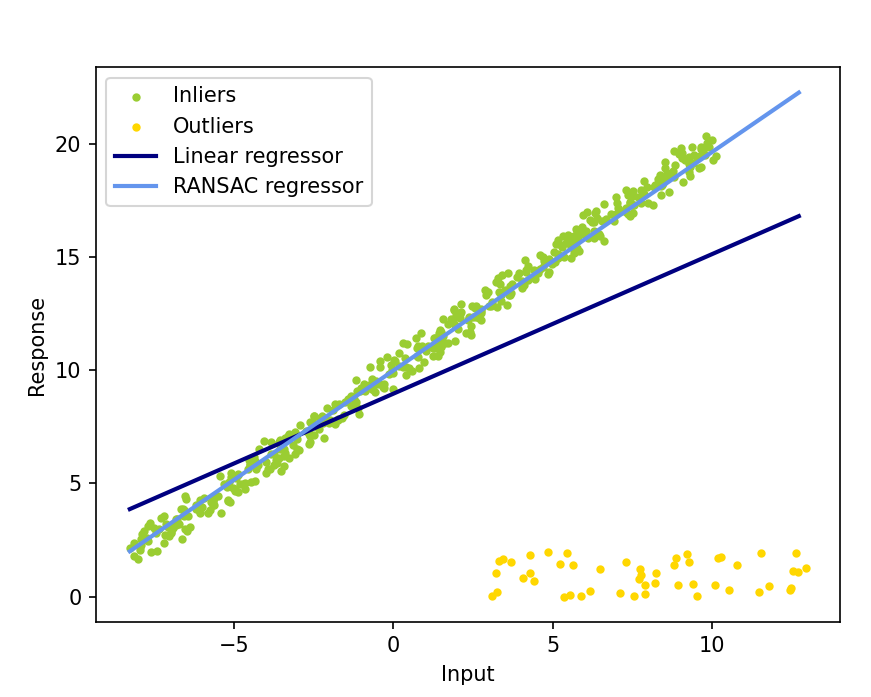 Inliers
Outliers
Linear regressor
RANSAC regressor
20
15
10
5
0
Response
−5
0
5
10
Input